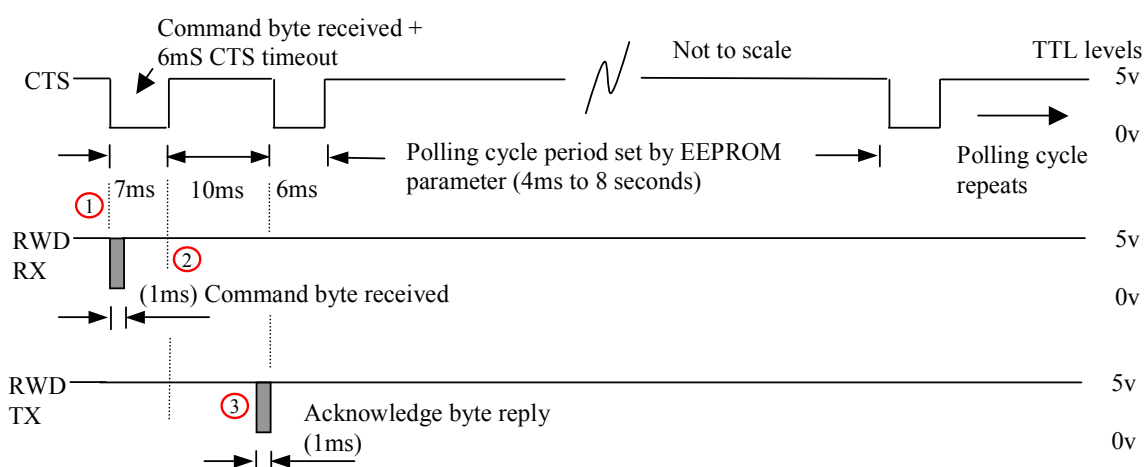 Command byte received +
6mS CTS timeout
Not to scale
TTL levels
CTS
5v
0v
Polling cycle period set by EEPROM
parameter (4ms to 8 seconds)
Polling cycle
repeats
7ms
10ms
6ms
1
RWD
RX
5v
2
(1ms) Command byte received
0v
RWD
TX
5v
3
Acknowledge byte reply
(1ms)
0v